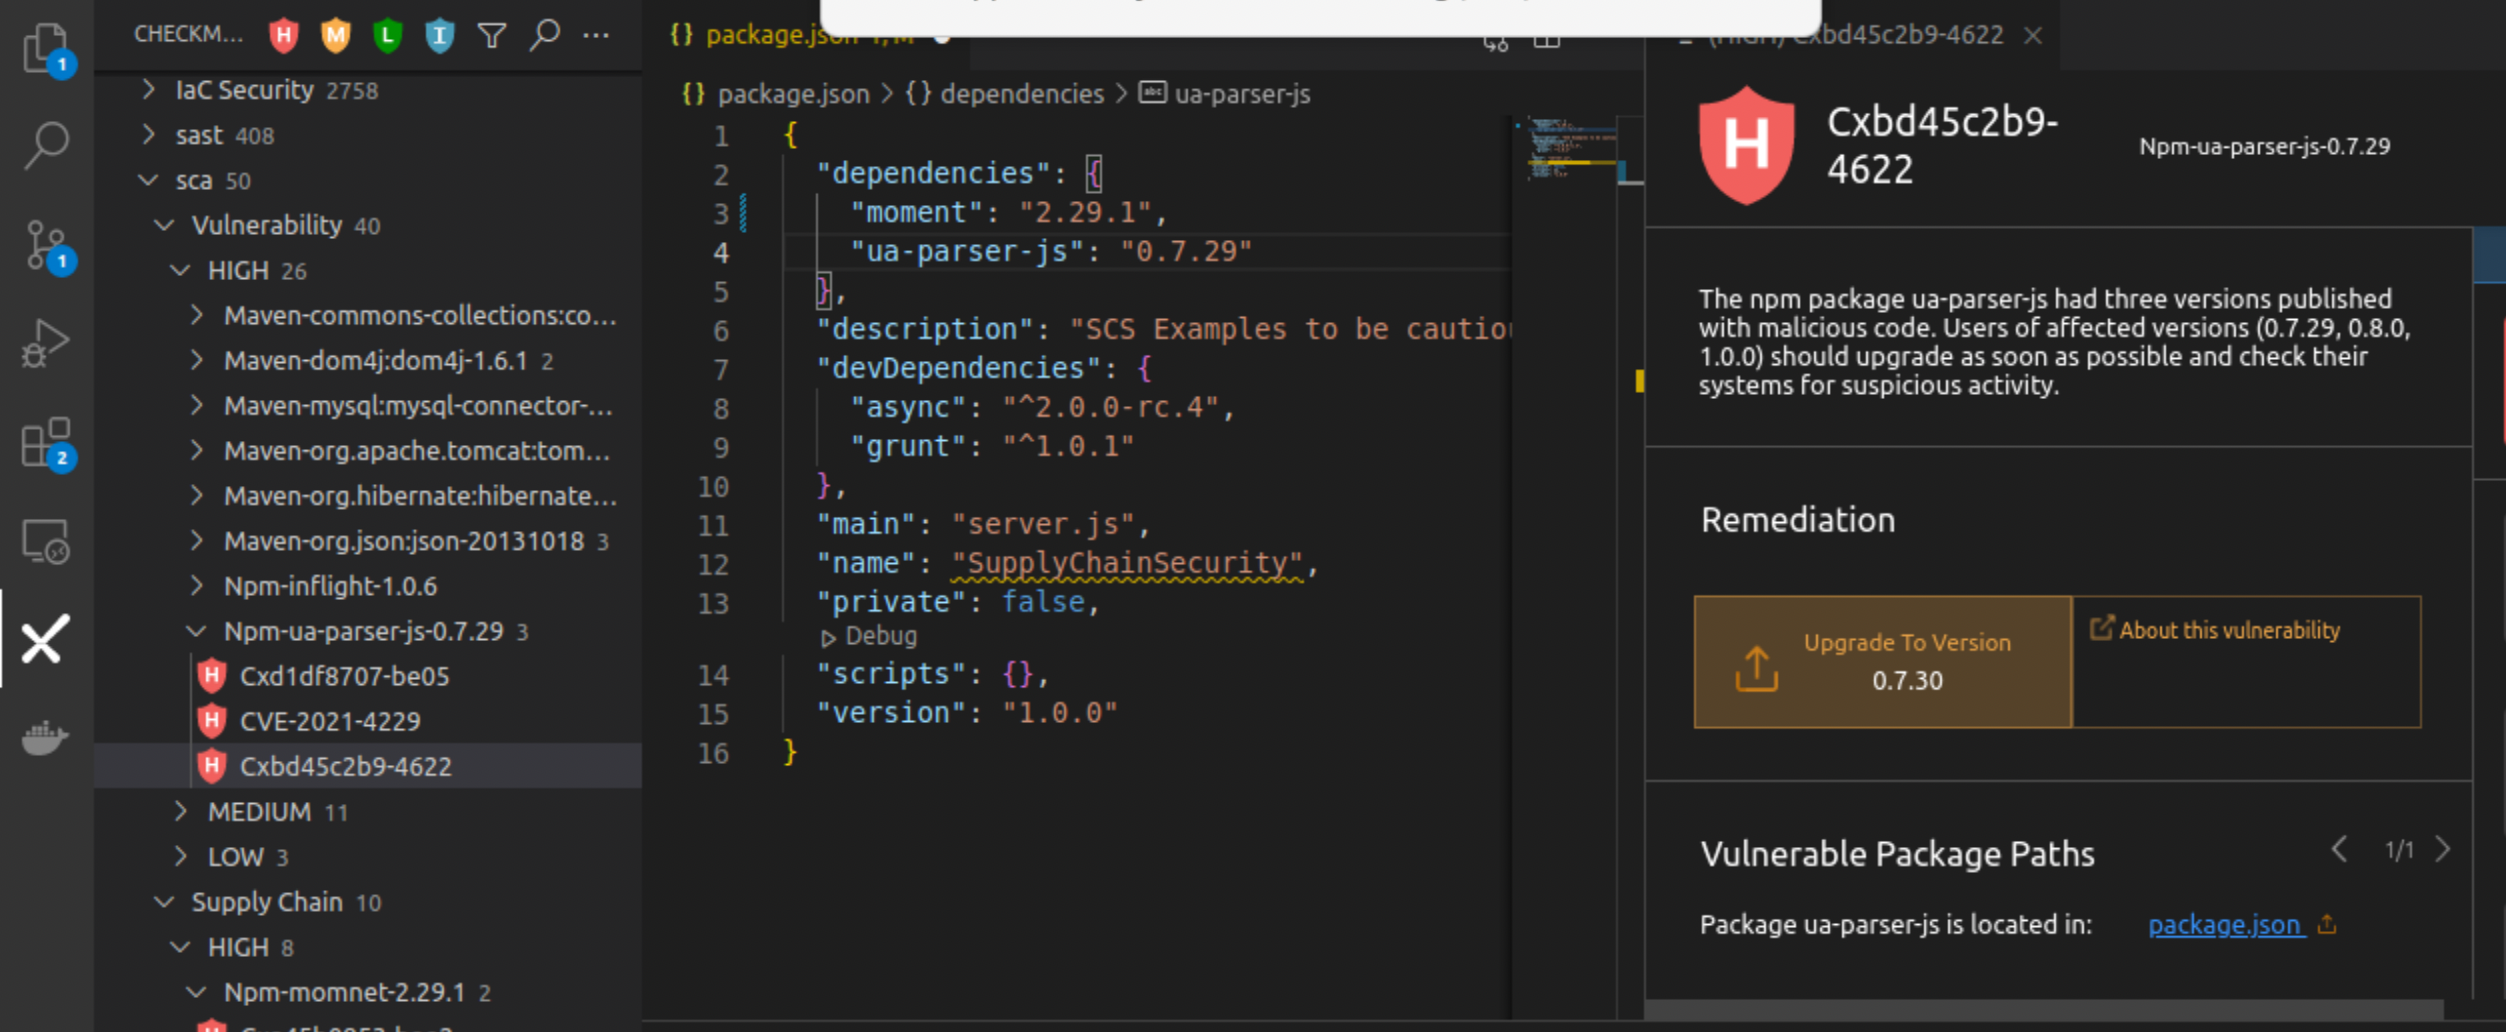 CHECKM... H M L I ...
IaC Security 2758
sast 408
sca 50
Vulnerability 40
HIGH 26
Maven-commons-collections:co...
Maven-dom4j:dom4j-1.6.1 2
Maven-mysql:mysql-connector-...
Maven-org.apache.tomcat:tom...
Maven-org.hibernate:hibernate...
Maven-org.json:json-20131018 3
Npm-inflight-1.0.6
Npm-ua-parser-js-0.7.29 3
H Cxd1df8707-be05
H CVE-2021-4229
H Cxbd45c2b9-4622
MEDIUM 11
LOW 3
Supply Chain 10
HIGH 8
Npm-momnet-2.29.1 2
1
1
2
{} package.json
{} package.json > {} dependencies > abc ua-parser-js
1 {
2 "dependencies": {
3 "moment": "2.29.1",
4 "ua-parser-js": "0.7.29"
5 },
6 "description": "SCS Examples to be cautio
7 "devDependencies": {
8 "async": "^2.0.0-rc.4",
9 "grunt": "^1.0.1"
10 },
11 "main": "server.js",
12 "name": "SupplyChainSecurity",
13 "private": false,
Debug
14 "scripts": {},
15 "version": "1.0.0"
16 }
(HIGH) Cxbd45c2b9-4622
H
Cxbd45c2b9-
4622
Npm-ua-parser-js-0.7.29
The npm package ua-parser-js had three versions published
with malicious code. Users of affected versions (0.7.29, 0.8.0,
1.0.0) should upgrade as soon as possible and check their
systems for suspicious activity.
Remediation
Upgrade To Version
0.7.30
About this vulnerability
Vulnerable Package Paths
1/1
Package ua-parser-js is located in: package.json